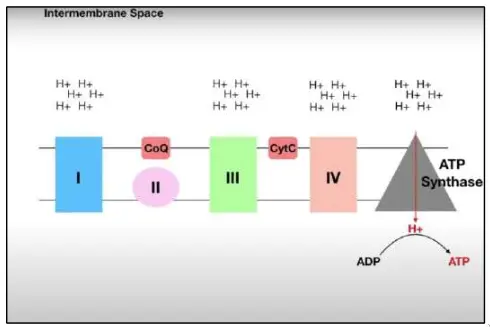 Intermembrane Space
H+ H+ H+ H+ H+ H+ H+ H+
H+ H+ H+ H+ H+ H+ H+ H+
H+ H+ H+ H+ H+ H+ H+ H+
CoQ CytC
I II III IV ATP
Synthase
H+
ADP ATP